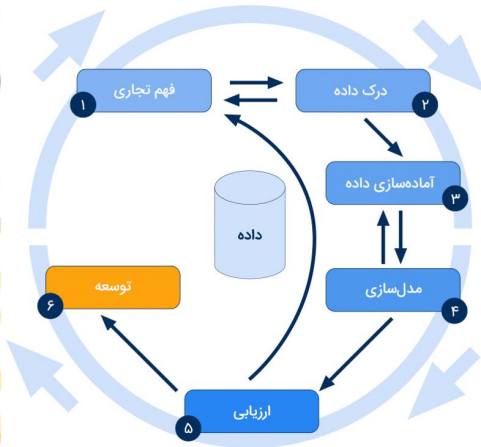 فهم تجاری
۱
درک داده
۲
آماده‌سازی داده
۳
مدل‌سازی
۴
ارزیابی
۵
توسعه
۶
داده